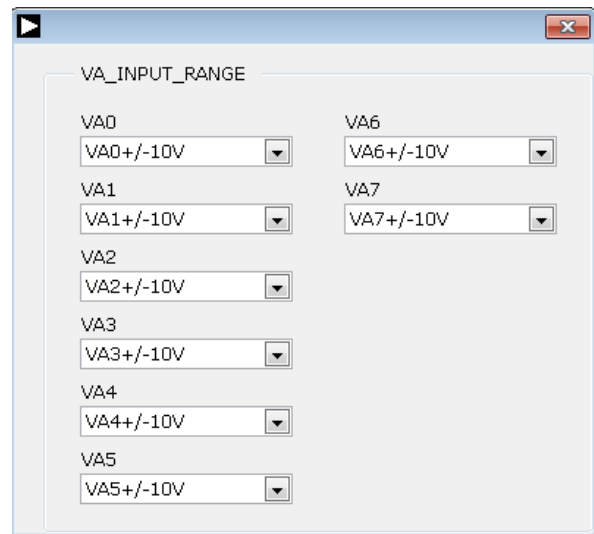 VA_INPUT_RANGE
VA0
VA0+/-10V
VA1
VA1+/-10V
VA2
VA2+/-10V
VA3
VA3+/-10V
VA4
VA4+/-10V
VA5
VA5+/-10V
VA6
VA6+/-10V
VA7
VA7+/-10V